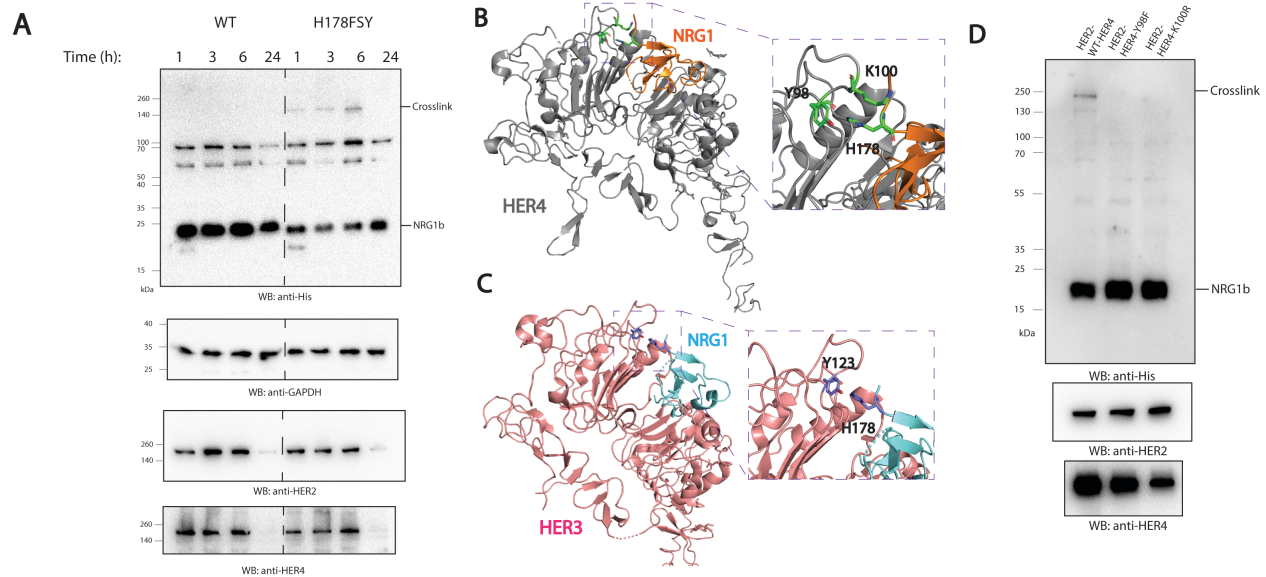 A
WT
H178FSY
Time (h):
1
3
6
24
1
3
6
24
260
140
100
70
50
40
35
25
15
kDa
Crosslink
NRG1b
WB: anti-His
40
35
25
WB: anti-GAPDH
260
140
WB: anti-HER2
260
140
WB: anti-HER4
B
NRG1
HER4
K100
Y98
H178
C
NRG1
HER3
Y123
H178
D
HER2-
WT-HER4
HER2-
HER4-Y98F
HER2-
HER4-K100R
250
130
100
70
55
35
25
15
kDa
Crosslink
NRG1b
WB: anti-His
WB: anti-HER2
WB: anti-HER4